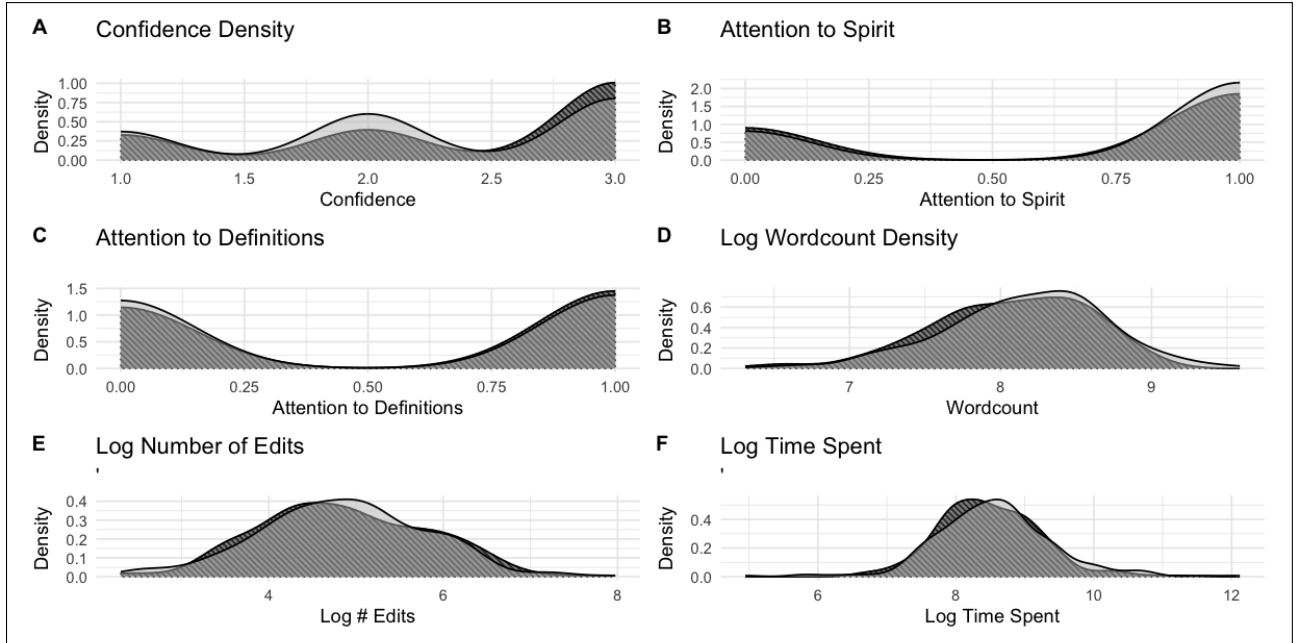 A Confidence Density
Density
1.00
0.75
0.50
0.25
0.00
1.0 1.5 2.0 2.5 3.0
Confidence
B Attention to Spirit
Density
2.0
1.5
1.0
0.5
0.0
0.00 0.25 0.50 0.75 1.00
Attention to Spirit
C Attention to Definitions
Density
1.5
1.0
0.5
0.0
0.00 0.25 0.50 0.75 1.00
Attention to Definitions
D Log Wordcount Density
Density
0.6
0.4
0.2
0.0
7 8 9
Wordcount
E Log Number of Edits
'
Density
0.4
0.3
0.2
0.1
0.0
4 6 8
Log # Edits
F Log Time Spent
'
Density
0.4
0.2
0.0
6 8 10 12
Log Time Spent